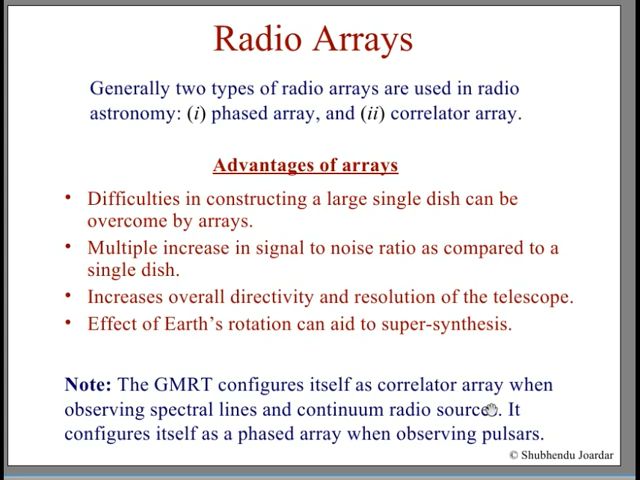 Radio Arrays
Generally two types of radio arrays are used in radio
astronomy: (i) phased array, and (ii) correlator array.
Advantages of arrays
• Difficulties in constructing a large single dish can be
overcome by arrays.
• Multiple increase in signal to noise ratio as compared to a
single dish.
• Increases overall directivity and resolution of the telescope.
• Effect of Earth's rotation can aid to super-synthesis.
Note: The GMRT configures itself as correlator array when
observing spectral lines and continuum radio sources. It
configures itself as a phased array when observing pulsars.
© Shubhendu Joardar